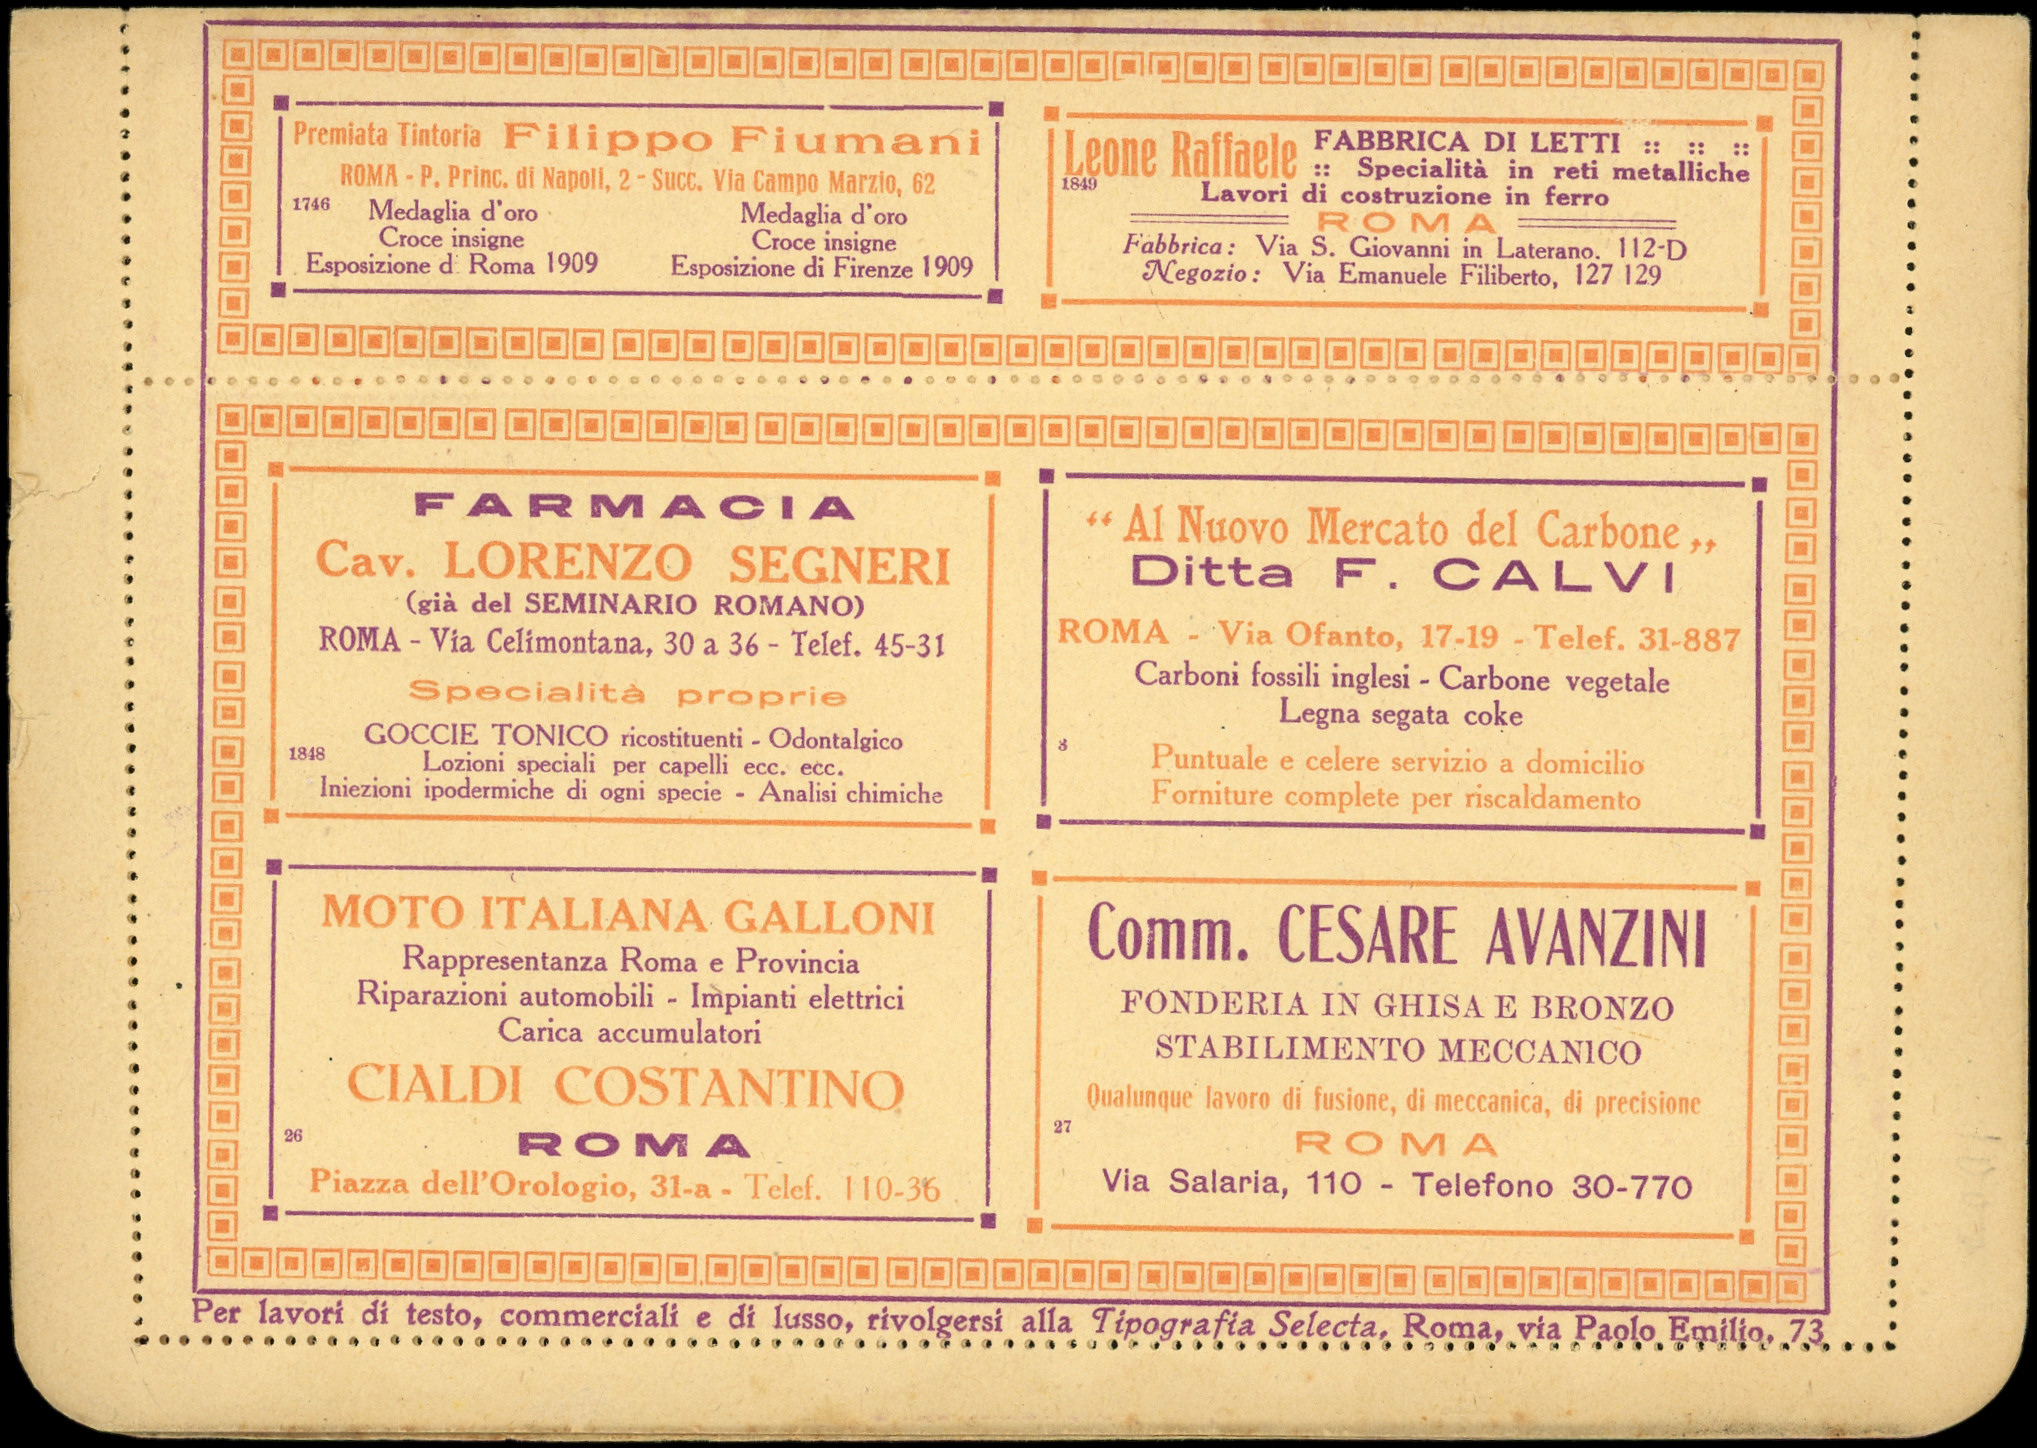 Premiata Tintoria Filippo Fiumani
ROMA - P. Princ. di Napoli, 2 - Succ. Via Campo Marzio, 62
1746
Medaglia d'oro
Croce insigne
Esposizione d. Roma 1909
Medaglia d'oro
Croce insigne
Esposizione di Firenze 1909
Leone Raffaele FABBRICA DI LETTI :: :: ::
:: Specialità in reti metalliche
1849
Lavori di costruzione in ferro
ROMA
Fabbrica: Via S. Giovanni in Laterano. 112-D
Negozio: Via Emanuele Filiberto, 127 129
FARMACIA
Cav. LORENZO SEGNERI
(già del SEMINARIO ROMANO)
ROMA - Via Celimontana, 30 a 36 - Telef. 45-31
Specialità proprie
GOCCIE TONICO ricostituenti - Odontalgico
1848
Lozioni speciali per capelli ecc. ecc.
Iniezioni ipodermiche di ogni specie - Analisi chimiche
“ Al Nuovo Mercato del Carbone „
Ditta F. CALVI
ROMA - Via Ofanto, 17-19 - Telef. 31-887
Carboni fossili inglesi - Carbone vegetale
Legna segata coke
3
Puntuale e celere servizio a domicilio
Forniture complete per riscaldamento
MOTO ITALIANA GALLONI
Rappresentanza Roma e Provincia
Riparazioni automobili - Impianti elettrici
Carica accumulatori
CIALDI COSTANTINO
26
ROMA
Piazza dell'Orologio, 31-a - Telef. 110-36
Comm. CESARE AVANZINI
FONDERIA IN GHISA E BRONZO
STABILIMENTO MECCANICO
Qualunque lavoro di fusione, di meccanica, di precisione
27
ROMA
Via Salaria, 110 - Telefono 30-770
Per lavori di testo, commerciali e di lusso, rivolgersi alla Tipografia Selecta, Roma, via Paolo Emilio, 73